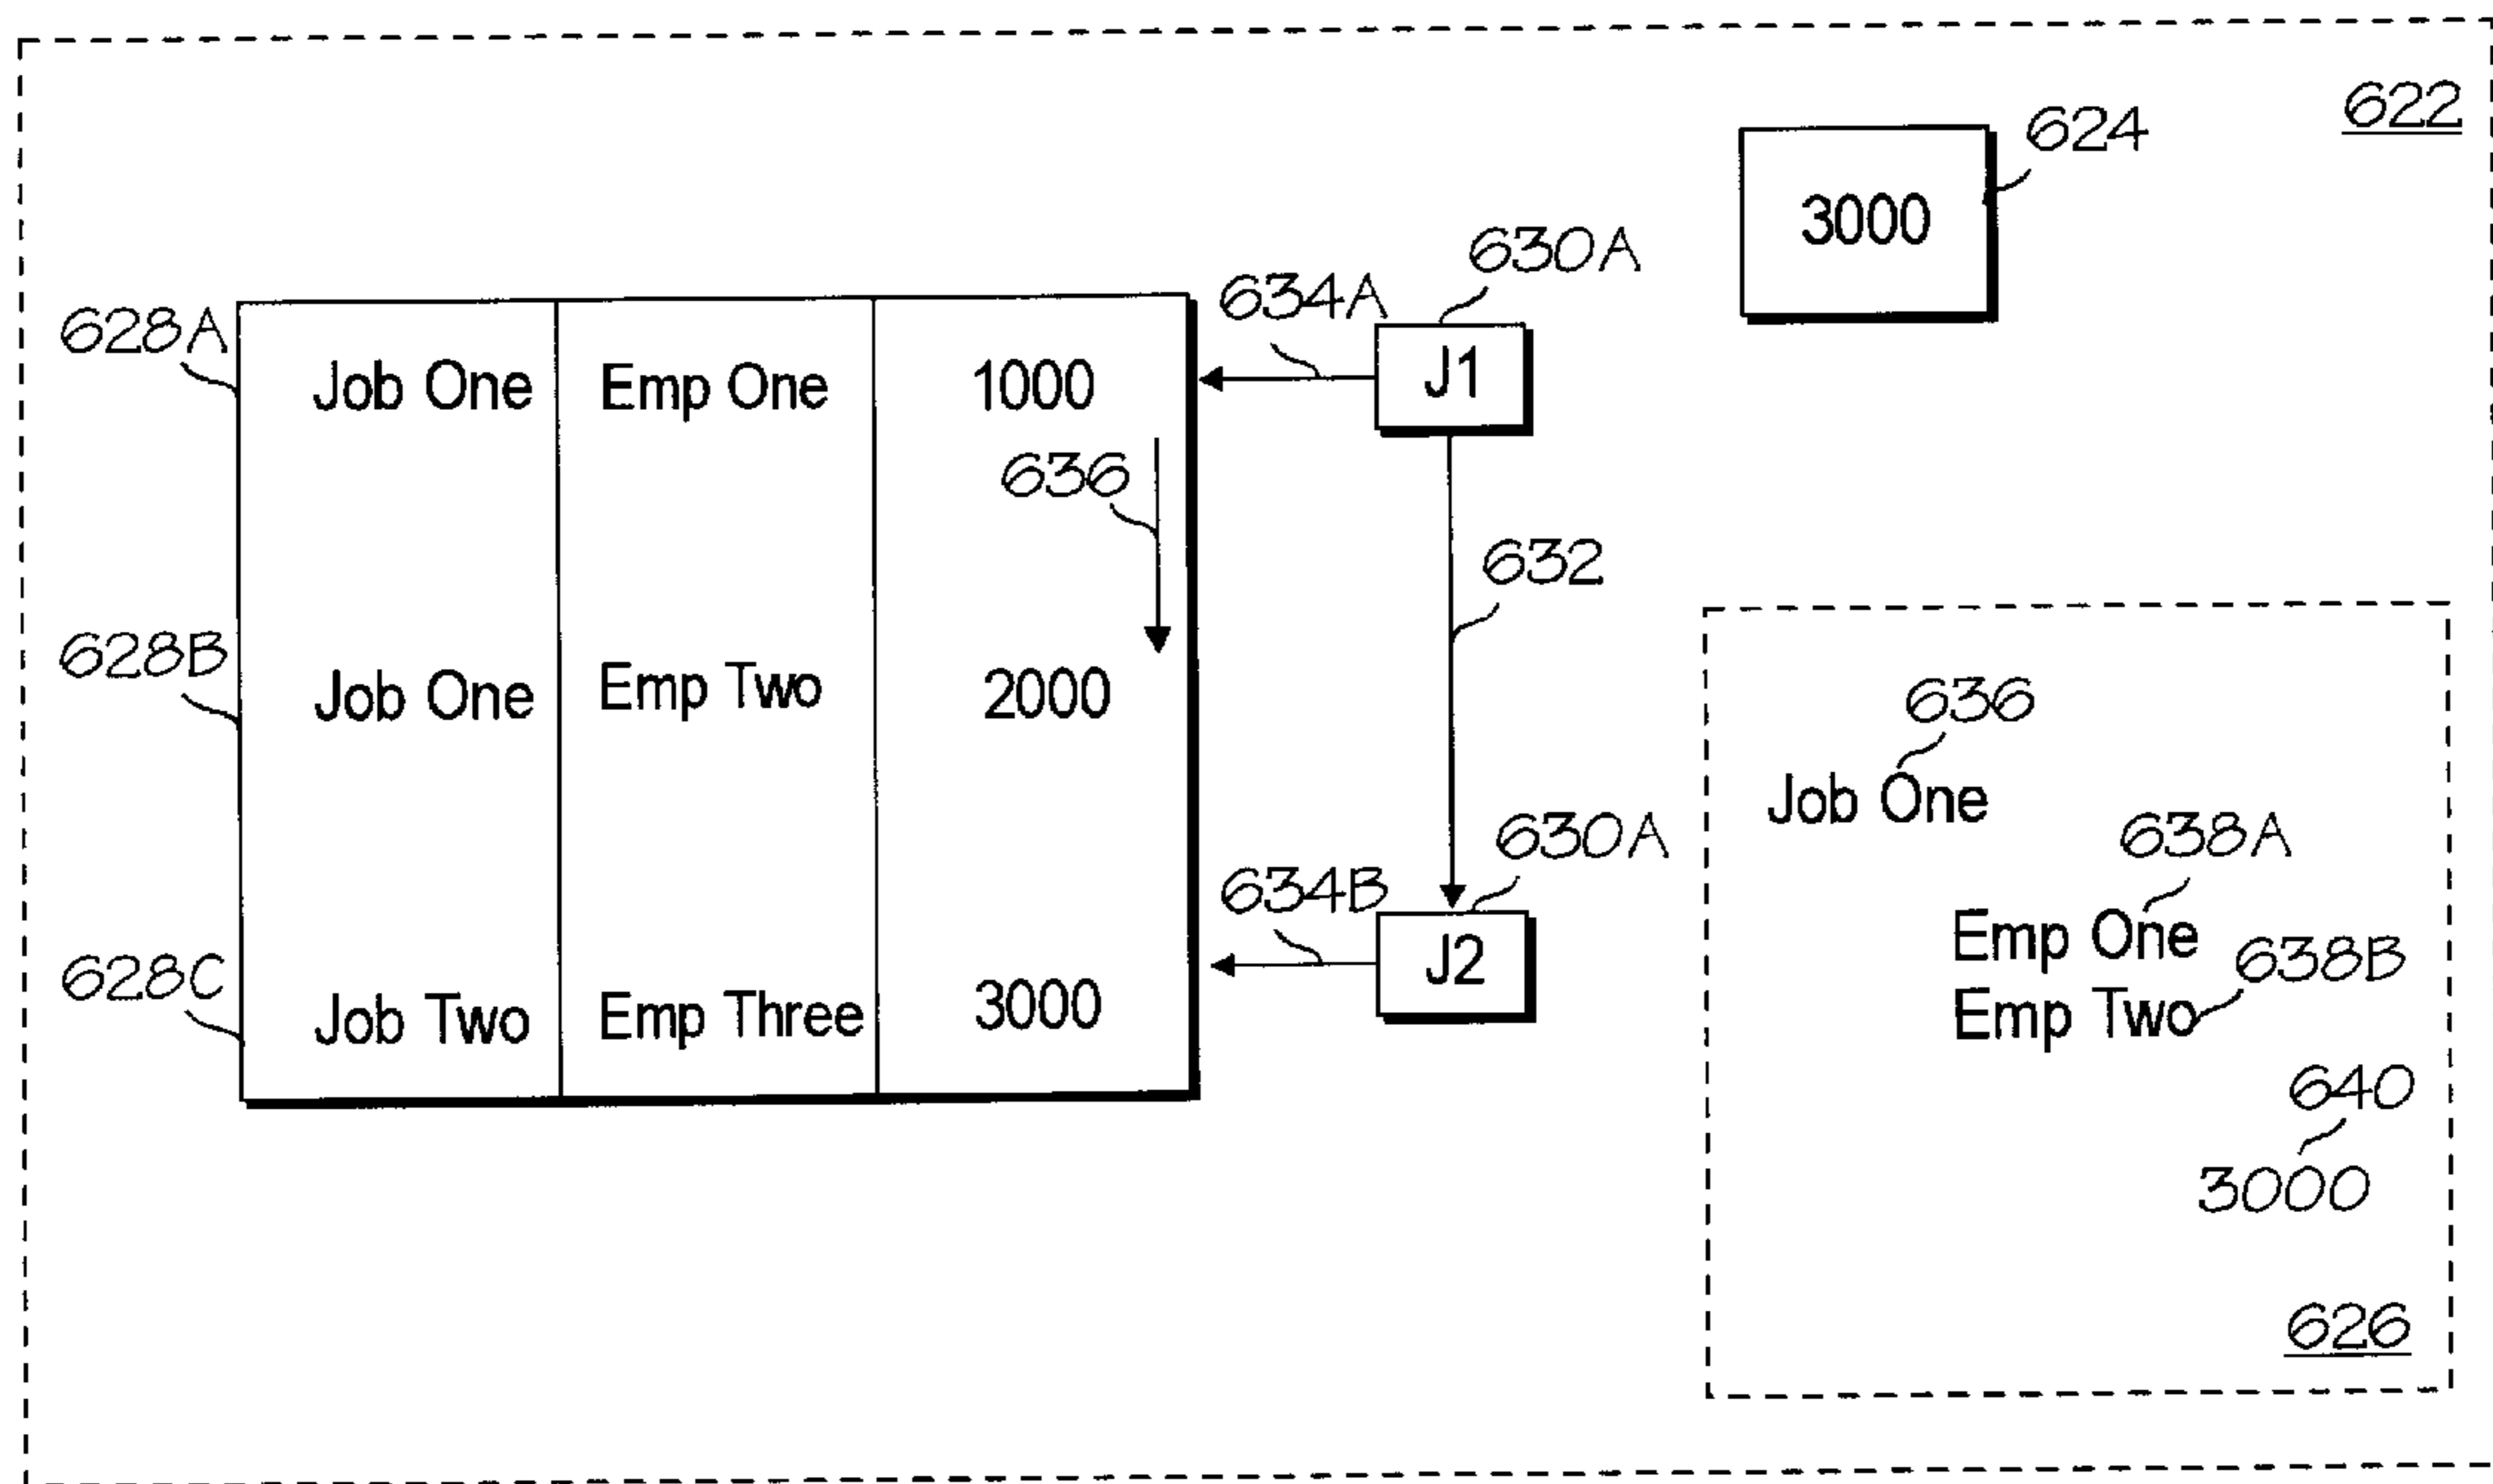 622
624
3000
630A
634A
628A
Job One Emp One 1000
J1
636
632
628B
Job One Emp Two 2000
636
Job One
630A
638A
634B
Emp One
638B
628C
J2
Job Two Emp Three 3000
Emp Two
640
3000
626